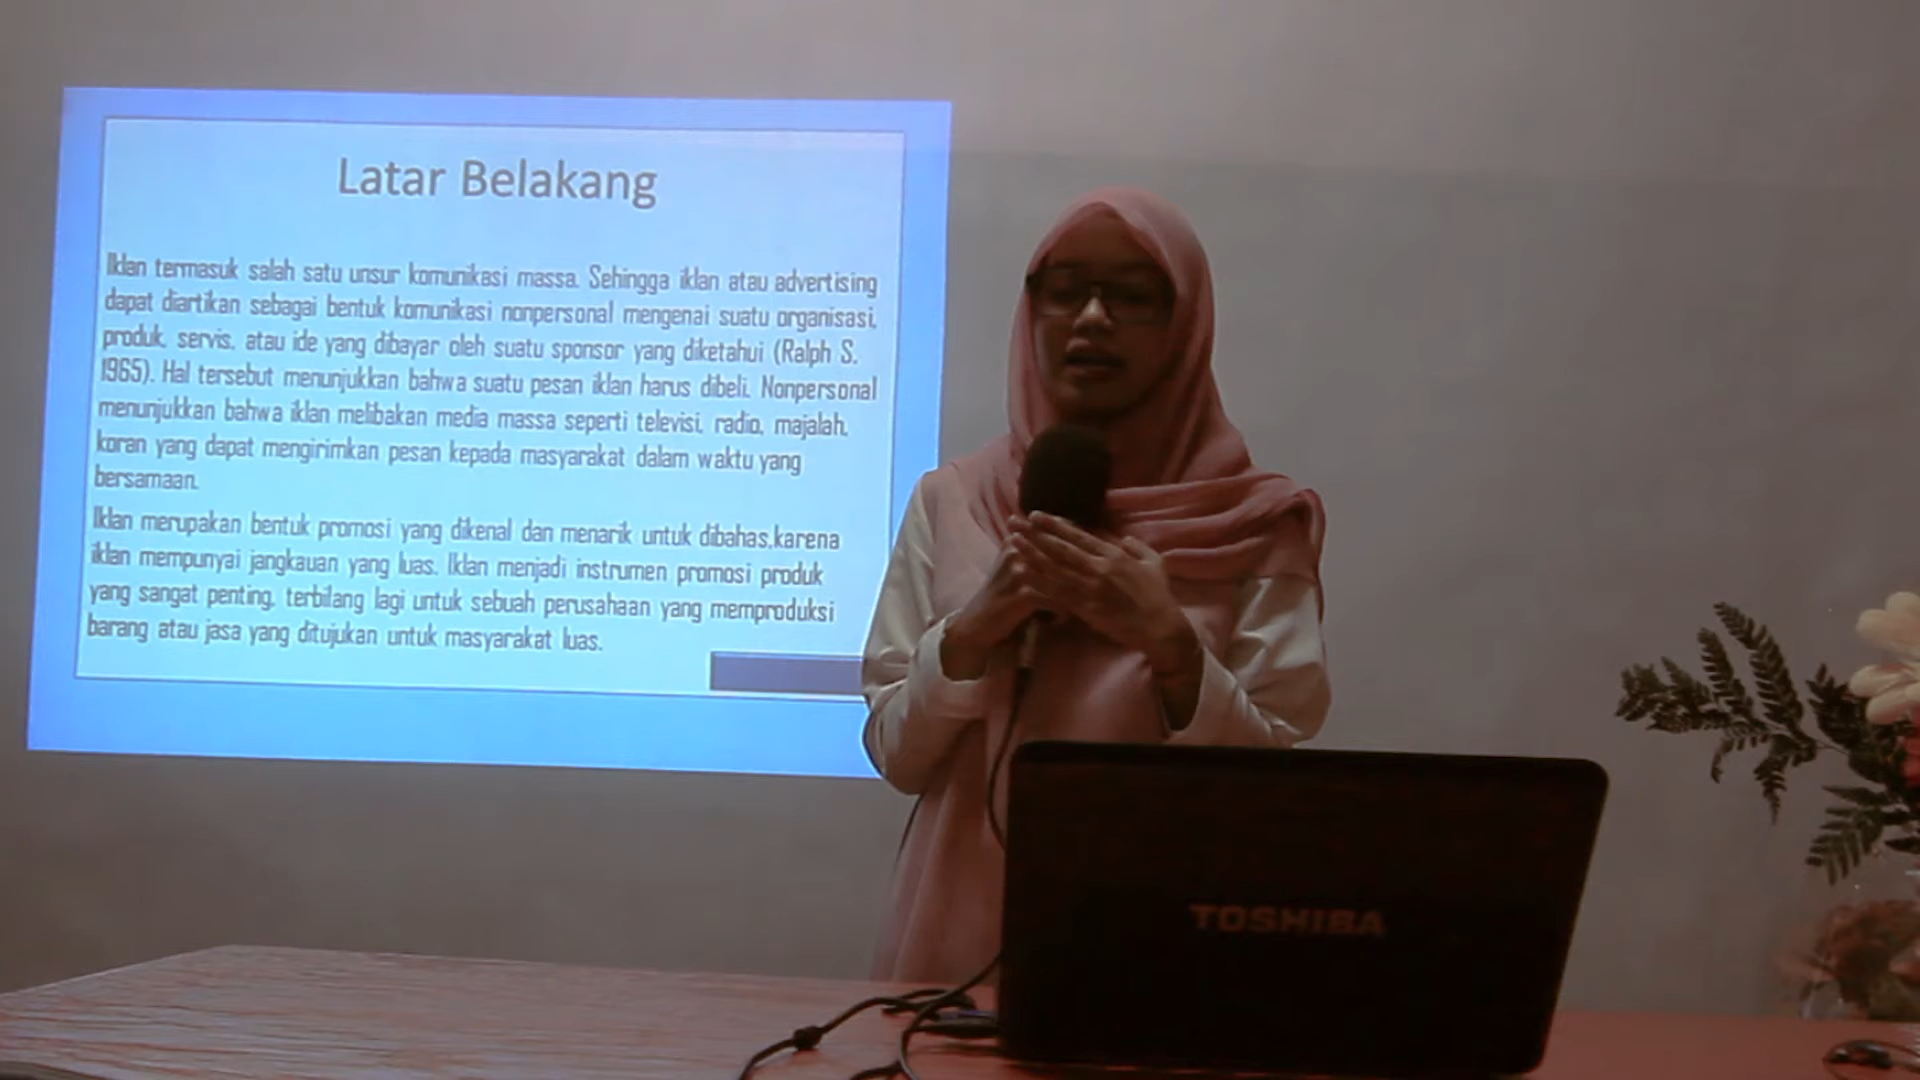 Latar Belakang
Iklan termasuk salah satu unsur komunikasi massa. Sehingga iklan atau advertising
dapat diartikan sebagai bentuk komunikasi nonpersonal mengenai suatu organisasi,
produk, servis, atau ide yang dibayar oleh suatu sponsor yang diketahui (Ralph S.
1965). Hal tersebut menunjukkan bahwa suatu pesan iklan harus dibeli. Nonpersonal
menunjukkan bahwa iklan melibakan media massa seperti televisi, radio, majalah,
koran yang dapat mengirimkan pesan kepada masyarakat dalam waktu yang
bersamaan.
Iklan merupakan bentuk promosi yang dikenal dan menarik untuk dibahas,karena
iklan mempunyai jangkauan yang luas. Iklan menjadi instrumen promosi produk
yang sangat penting, terbilang lagi untuk sebuah perusahaan yang memproduksi
barang atau jasa yang ditujukan untuk masyarakat luas.
TOSHIBA